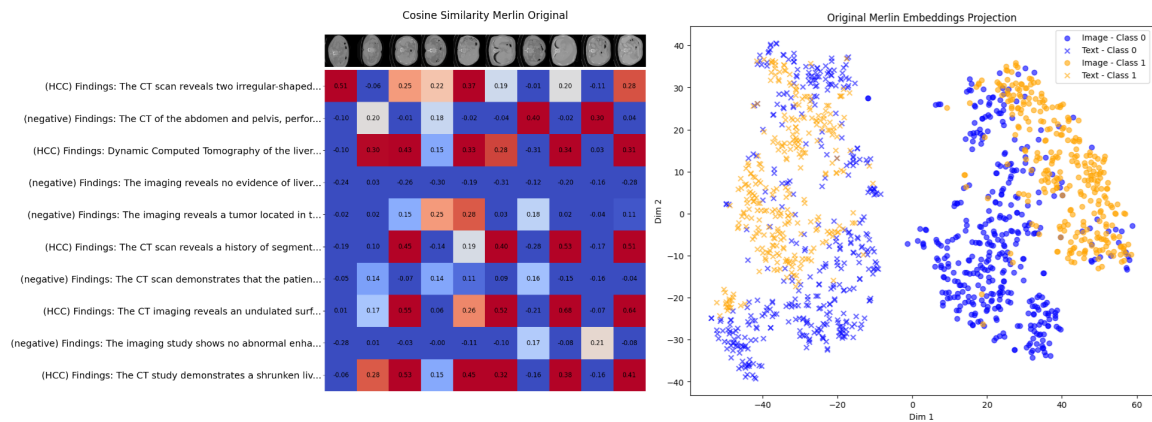 Cosine Similarity Merlin Original
(HCC) Findings: The CT scan reveals two irregular-shaped...
0.51 -0.06 0.25 0.22 0.37 0.19 -0.01 0.20 -0.11 0.28
(negative) Findings: The CT of the abdomen and pelvis, perfor...
-0.10 0.20 -0.01 0.18 -0.02 -0.04 0.40 -0.02 0.30 0.04
(HCC) Findings: Dynamic Computed Tomography of the liver...
-0.10 0.43 0.15 0.33 0.28 -0.31 0.34 0.03
(negative) Findings: The imaging reveals no evidence of liver...
-0.24 0.03 -0.26 -0.30 -0.19 -0.31 -0.12 -0.20 -0.16 -0.28
(negative) Findings: The imaging reveals a tumor located in t...
-0.02 0.02 0.15 0.25 0.28 0.03 0.18 0.02 -0.04 0.11
(HCC) Findings: The CT scan reveals a history of segment...
-0.19 0.10 0.45 -0.14 0.19 0.40 -0.28 0.53 -0.17 0.51
(negative) Findings: The CT scan demonstrates that the patien...
-0.05 0.14 -0.07 0.14 0.11 0.09 0.16 -0.15 -0.16 -0.04
(HCC) Findings: The CT imaging reveals an undulated surf...
0.01 0.17 0.55 0.06 0.26 0.52 -0.21 0.68 -0.07 0.64
(negative) Findings: The imaging study shows no abnormal enha...
-0.28 0.01 -0.03 -0.00 -0.11 -0.10 0.17 -0.08 0.21 -0.08
(HCC) Findings: The CT study demonstrates a shrunken liv...
-0.06 0.28 0.53 0.15 0.45 0.32 -0.16 0.38 -0.16 0.41
Original Merlin Embeddings Projection
Image - Class 0
Text - Class 0
Image - Class 1
Text - Class 1
Dim 2
40
30
20
10
0
−10
−20
−30
−40
−40 −20 0 20 40 60
Dim 1